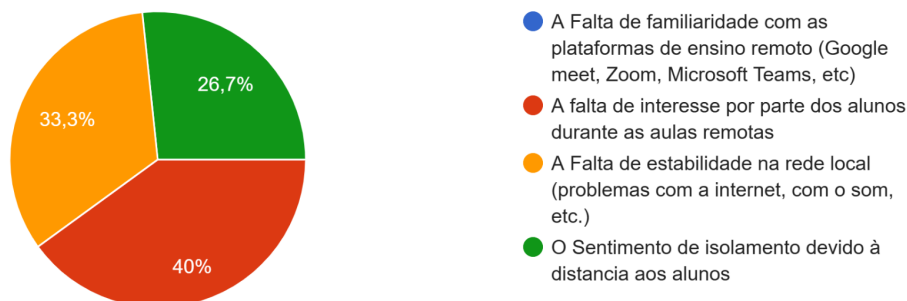 26,7%
33,3%
40%
A Falta de familiaridade com as
plataformas de ensino remoto (Google
meet, Zoom, Microsoft Teams, etc)
A falta de interesse por parte dos alunos
durante as aulas remotas
A Falta de estabilidade na rede local
(problemas com a internet, com o som,
etc.)
O Sentimento de isolamento devido à
distancia aos alunos